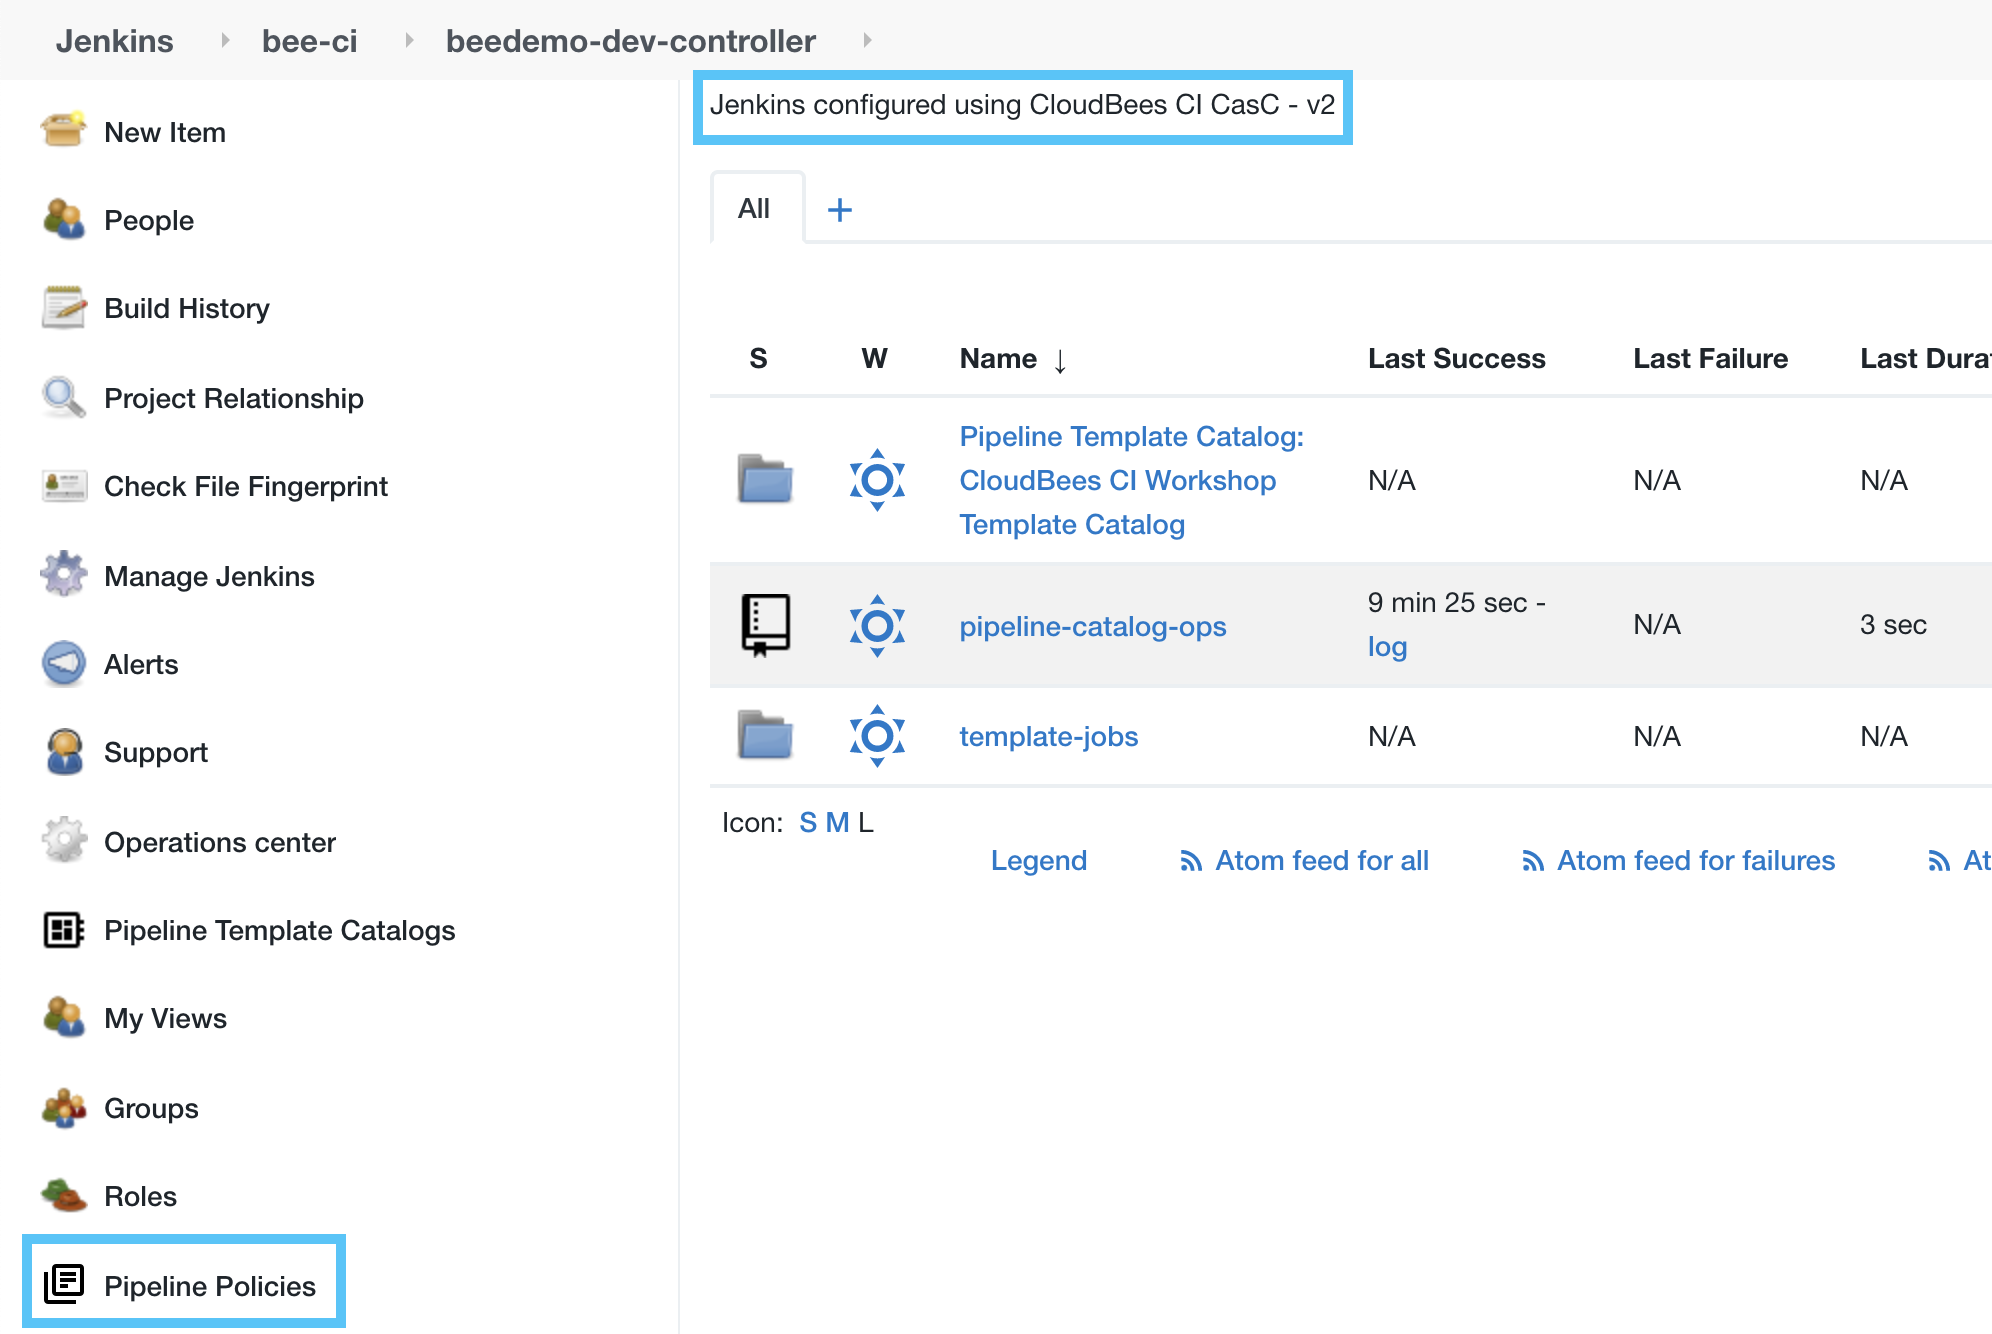 Jenkins bee-ci beedemo-dev-controller
New Item
People
Build History
Project Relationship
Check File Fingerprint
Manage Jenkins
Alerts
Support
Operations center
Pipeline Template Catalogs
My Views
Groups
Roles
Pipeline Policies
Jenkins configured using CloudBees CI CasC - v2
All +
S W Name ↓ Last Success Last Failure Last Durat
Pipeline Template Catalog:
CloudBees CI Workshop
Template Catalog
N/A N/A N/A
pipeline-catalog-ops
9 min 25 sec -
log
N/A 3 sec
template-jobs N/A N/A N/A
Icon: S M L
Legend Atom feed for all Atom feed for failures At